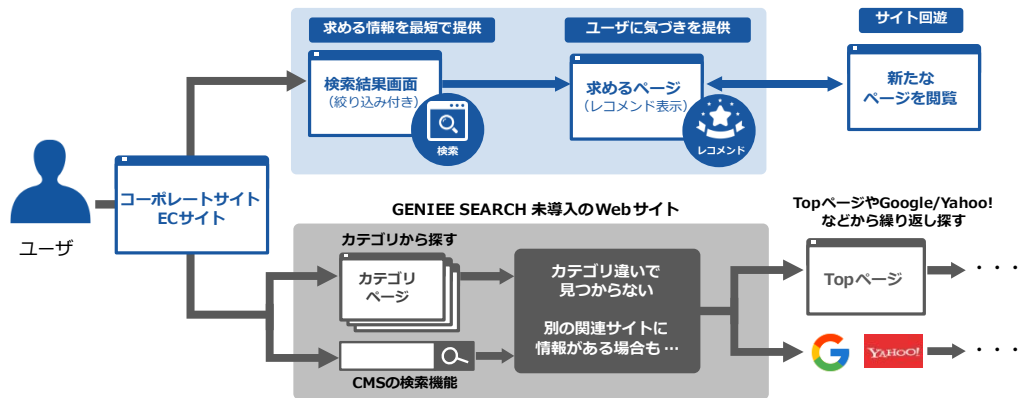 求める情報を最短で提供
ユーザに気づきを提供
サイト回遊
検索結果画面
（絞り込み付き）
検索
求めるページ
（レコメンド表示）
レコメンド
新たな
ページを閲覧
コーポレートサイト
ECサイト
ユーザ
GENIEE SEARCH 未導入のWebサイト
カテゴリから探す
カテゴリ
ページ
CMSの検索機能
カテゴリ違いで
見つからない
別の関連サイトに
情報がある場合も…
TopページやGoogle/Yahoo!
などから繰り返し探す
Topページ
・・・
YAHOO!
・・・